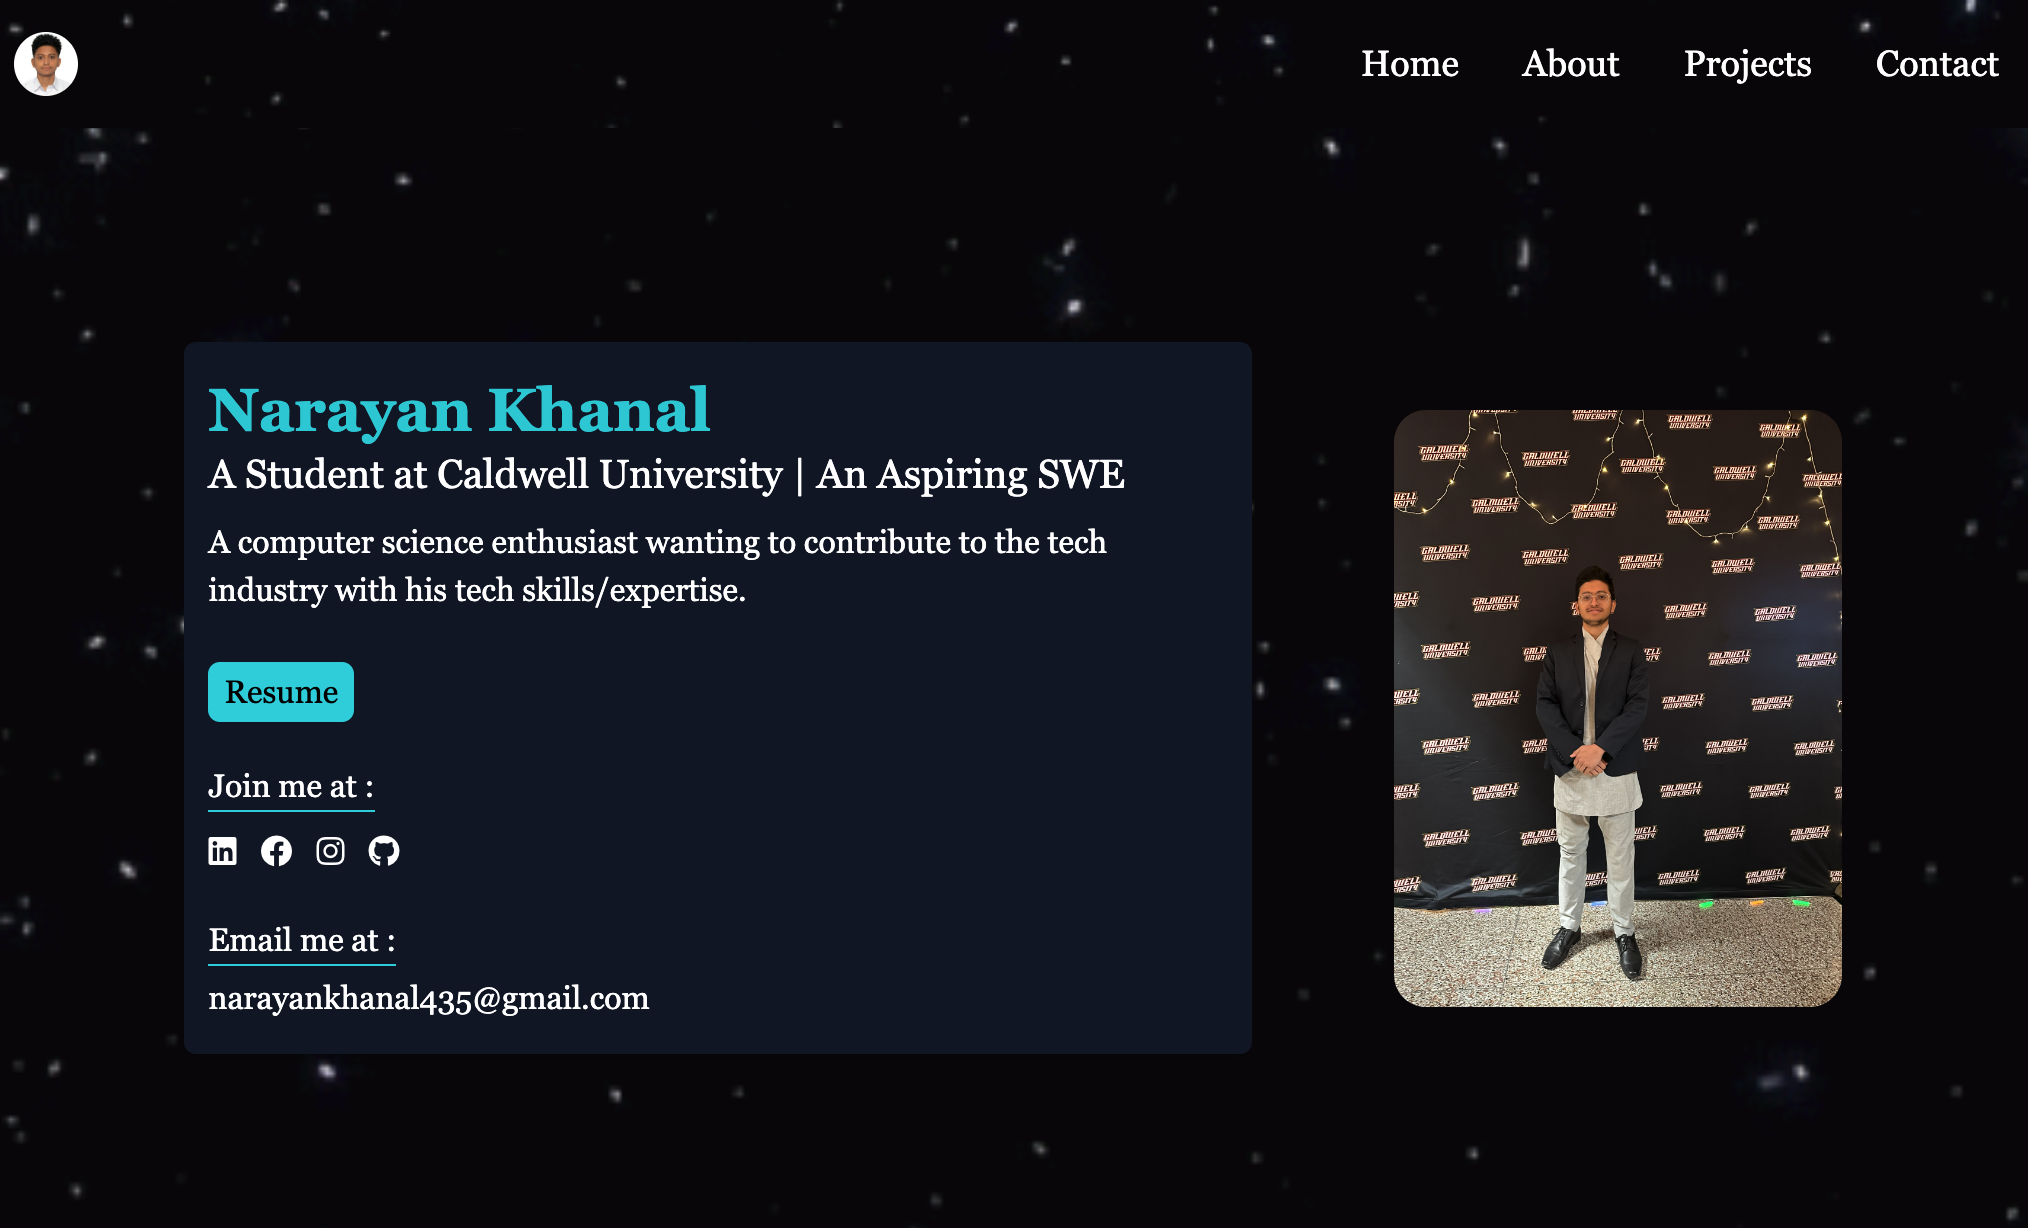 Home About Projects Contact
Narayan Khanal
A Student at Caldwell University | An Aspiring SWE
A computer science enthusiast wanting to contribute to the tech
industry with his tech skills/expertise.
Resume
Join me at :
Email me at :
narayankhanal435@gmail.com
CALDWELL
UNIVERSITY